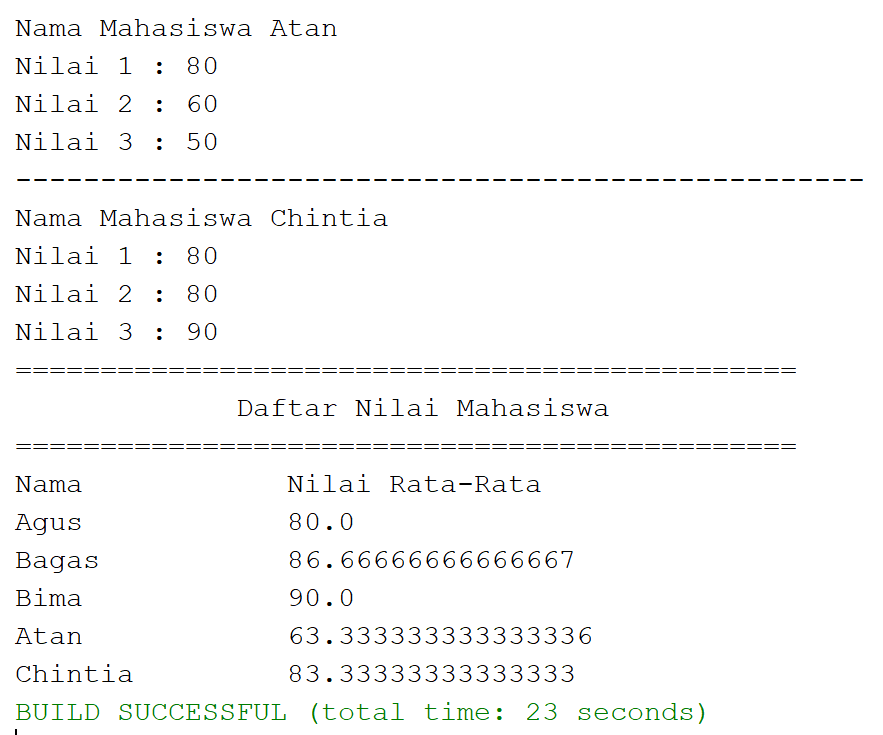 Nama Mahasiswa Atan
Nilai 1 : 80
Nilai 2 : 60
Nilai 3 : 50
--------------------------------------------------
Nama Mahasiswa Chintia
Nilai 1 : 80
Nilai 2 : 80
Nilai 3 : 90
==============================================
Daftar Nilai Mahasiswa
==============================================
Nama Nilai Rata-Rata
Agus 80.0
Bagas 86.66666666666667
Bima 90.0
Atan 63.333333333333336
Chintia 83.33333333333333
BUILD SUCCESSFUL (total time: 23 seconds)